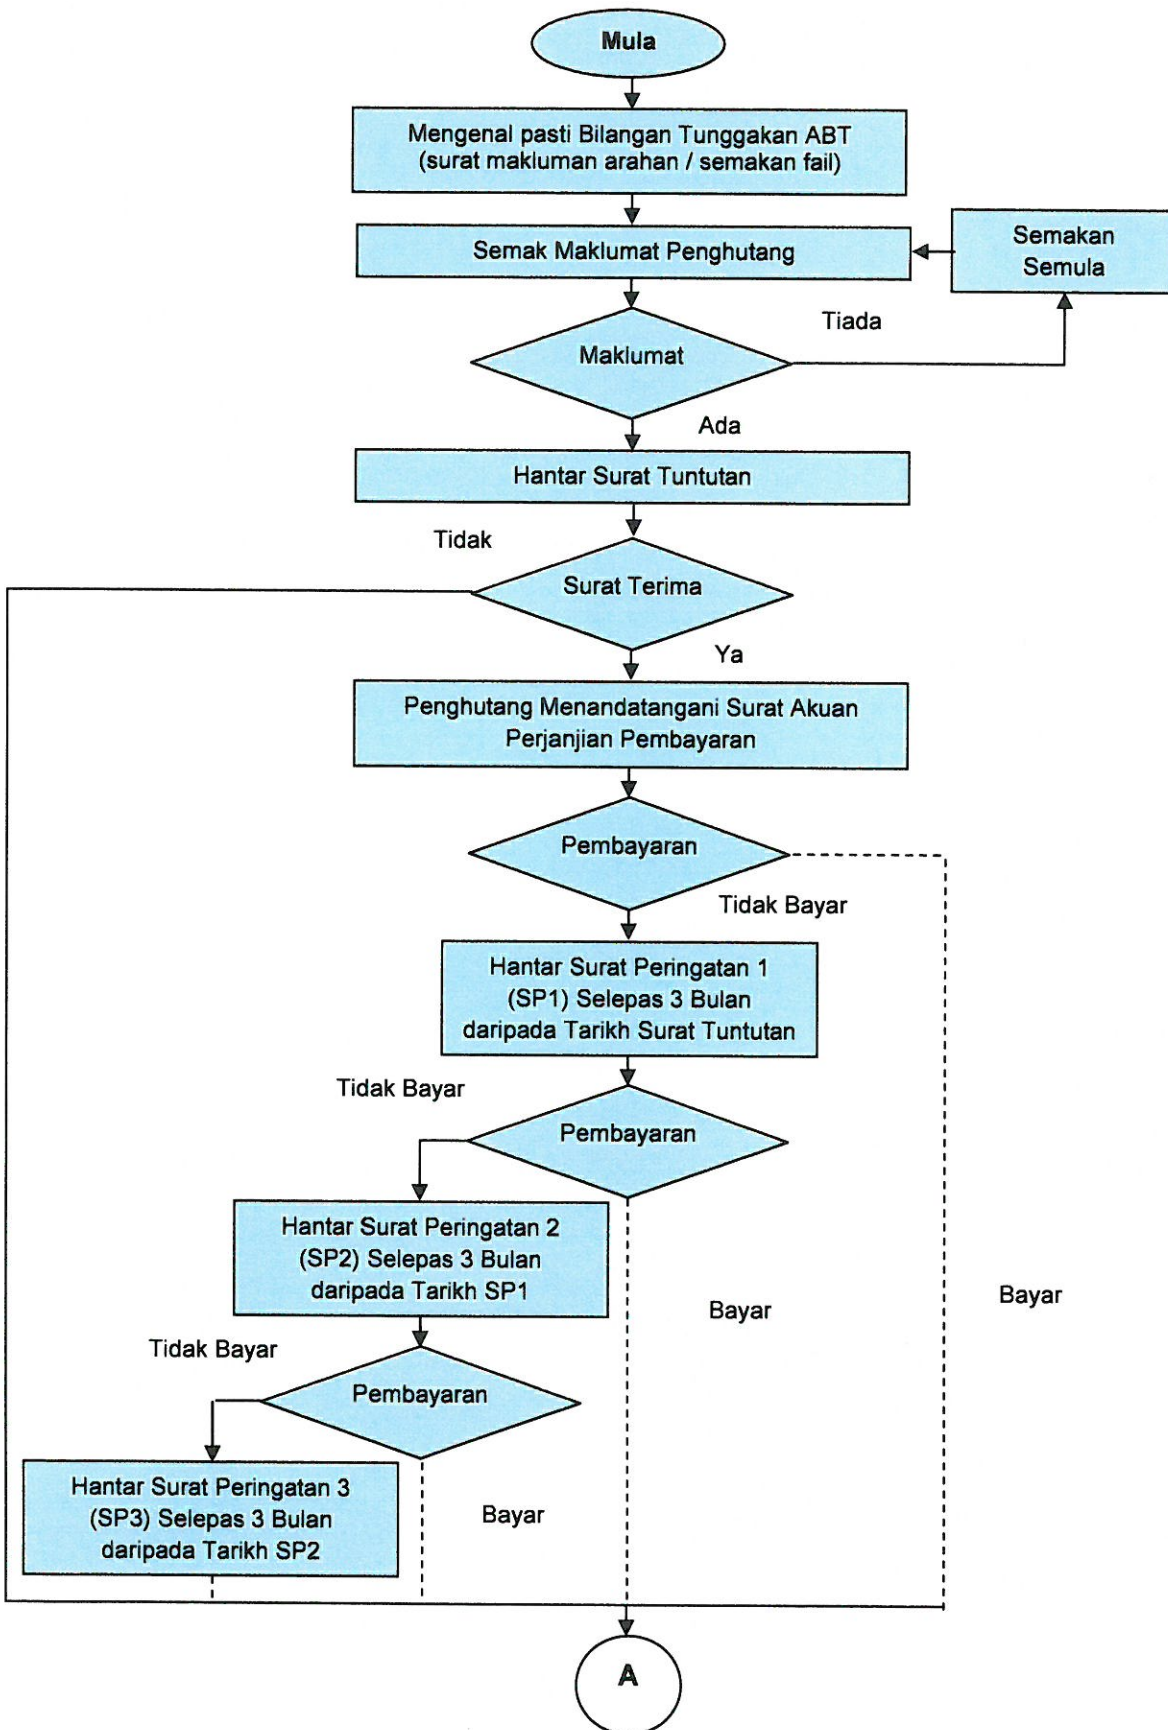 Mula
Mengenal pasti Bilangan Tunggakan ABT
(surat makluman arahan / semakan fail)
Semak Maklumat Penghutang
Semakan
Semula
Tiada
Maklumat
Ada
Hantar Surat Tuntutan
Tidak
Surat Terima
Ya
Penghutang Menandatangani Surat Akuan
Perjanjian Pembayaran
Pembayaran
Tidak Bayar
Hantar Surat Peringatan 1
(SP1) Selepas 3 Bulan
daripada Tarikh Surat Tuntutan
Tidak Bayar
Pembayaran
Hantar Surat Peringatan 2
(SP2) Selepas 3 Bulan
daripada Tarikh SP1
Bayar
Bayar
Tidak Bayar
Pembayaran
Hantar Surat Peringatan 3
(SP3) Selepas 3 Bulan
daripada Tarikh SP2
Bayar
A